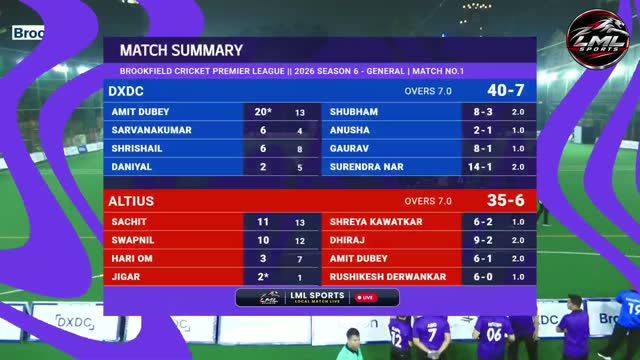 Broo
LML
SPORTS
MATCH SUMMARY
BROOKFIELD CRICKET PREMIER LEAGUE || 2026 SEASON 6 - GENERAL | MATCH NO.1
DXDC OVERS 7.0 40-7
AMIT DUBEY 20* 13 SHUBHAM 8-3 2.0
SARVANAKUMAR 6 4 ANUSHA 2-1 1.0
SHRISHAIL 6 8 GAURAV 8-1 1.0
DANIYAL 2 5 SURENDRA NAR 14-1 2.0
ALTIUS OVERS 7.0 35-6
SACHIT 11 13 SHREYA KAWATKAR 6-2 1.0
SWAPNIL 10 12 DHIRAJ 9-2 2.0
HARI OM 3 7 AMIT DUBEY 6-1 2.0
JIGAR 2* 1 RUSHIKESH DERWANKAR 6-0 1.0
LML SPORTS
LOCAL MATCH LIVE
LIVE
DXDC
12
7
06